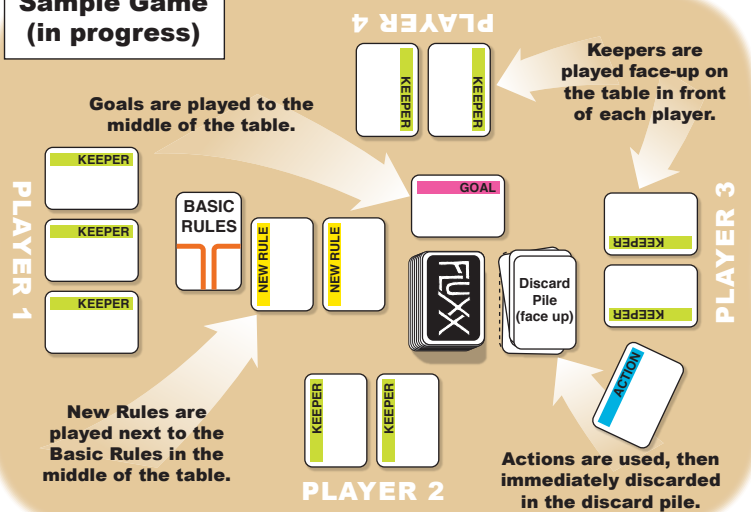 Sample Game
(in progress)
PLAYER 4
KEEPER
KEEPER
Keepers are
played face-up on
the table in front
of each player.
Goals are played to the
middle of the table.
PLAYER 1
KEEPER
KEEPER
KEEPER
BASIC
RULES
NEW RULE
NEW RULE
GOAL
FLUXX
Discard
Pile
(face up)
KEEPER
KEEPER
PLAYER 3
ACTION
New Rules are
played next to the
Basic Rules in the
middle of the table.
KEEPER
KEEPER
PLAYER 2
Actions are used, then
immediately discarded
in the discard pile.